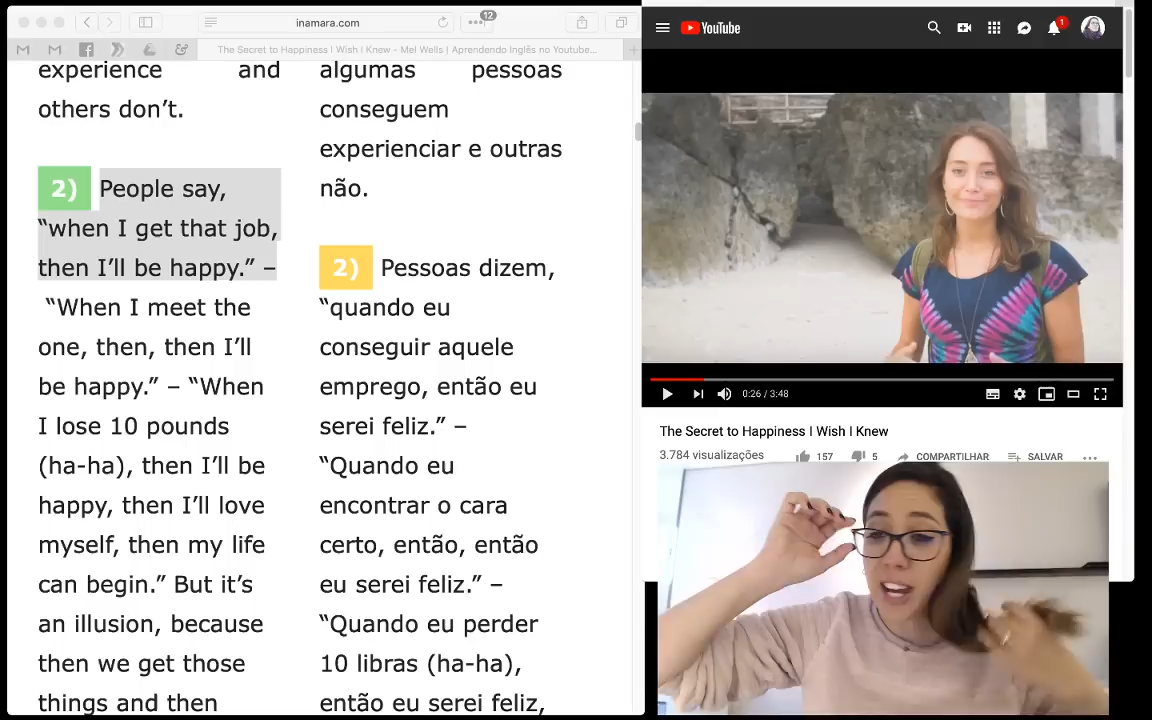 inamara.com
12
The Secret to Happiness I Wish I Knew - Mel Wells | Aprendendo Inglês no Youtube...
experience and
others don’t.
2) People say,
“when I get that job,
then I’ll be happy.” –
“When I meet the
one, then, then I’ll
be happy.” – “When
I lose 10 pounds
(ha-ha), then I’ll be
happy, then I’ll love
myself, then my life
can begin.” But it’s
an illusion, because
then we get those
things and then
algumas pessoas
conseguem
experienciar e outras
não.
2) Pessoas dizem,
“quando eu
conseguir aquele
emprego, então eu
serei feliz.” –
“Quando eu
encontrar o cara
certo, então, então
eu serei feliz.” –
“Quando eu perder
10 libras (ha-ha),
então eu serei feliz,
YouTube
1
0:26 / 3:48
The Secret to Happiness I Wish I Knew
3.784 visualizações 157 5 COMPARTILHAR SALVAR